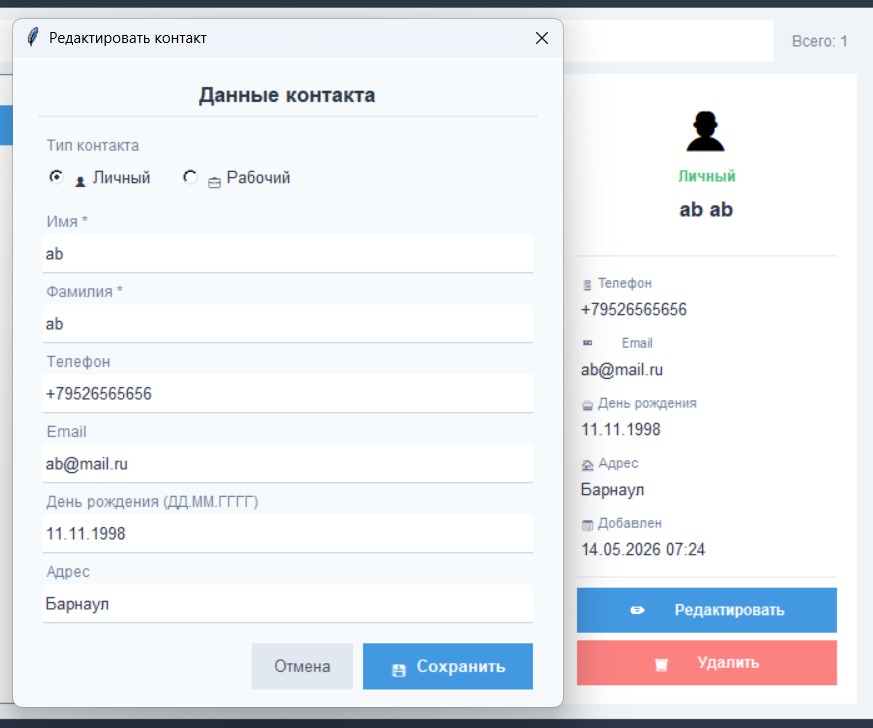 Редактировать контакт
Данные контакта
Тип контакта
Личный Рабочий
Имя *
ab
Фамилия *
ab
Телефон
+79526565656
Email
ab@mail.ru
День рождения (ДД.ММ.ГГГГ)
11.11.1998
Адрес
Барнаул
Отмена Сохранить
Всего: 1
Личный
ab ab
Телефон
+79526565656
Email
ab@mail.ru
День рождения
11.11.1998
Адрес
Барнаул
Добавлен
14.05.2026 07:24
Редактировать
Удалить